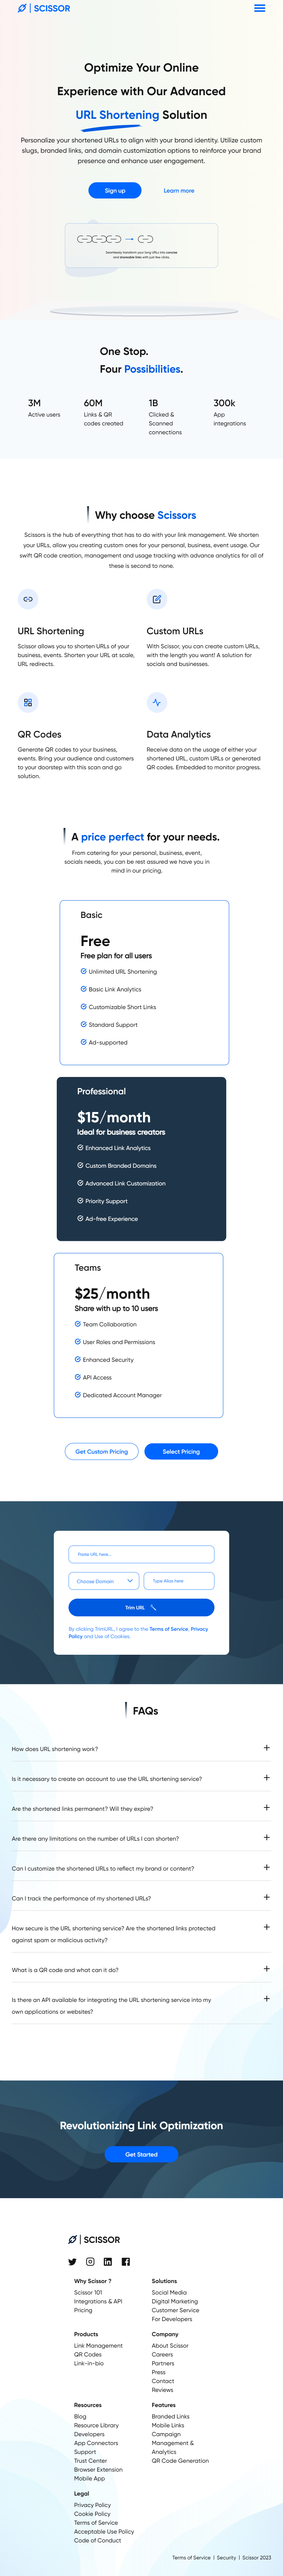 SCISSOR
Optimize Your Online
Experience with Our Advanced
URL Shortening Solution
Personalize your shortened URLs to align with your brand identity. Utilize custom
slugs, branded links, and domain customization options to reinforce your brand
presence and enhance user engagement.
Sign up
Learn more
Seamlessly transform your long URLs into concise
and shareable links with just few clicks.
One Stop.
Four Possibilities.
3M
Active users
60M
Links & QR
codes created
1B
Clicked &
Scanned
connections
300k
App
integrations
Why choose Scissors
Scissors is the hub of everything that has to do with your link management. We shorten
your URLs, allow you creating custom ones for your personal, business, event usage. Our
swift QR code creation, management and usage tracking with advance analytics for all of
these is second to none.
URL Shortening
Scissor allows you to shorten URLs of your
business, events. Shorten your URL at scale,
URL redirects.
Custom URLs
With Scissor, you can create custom URLs,
with the length you want! A solution for
socials and businesses.
QR Codes
Generate QR codes to your business,
events. Bring your audience and customers
to your doorstep with this scan and go
solution.
Data Analytics
Receive data on the usage of either your
shortened URL, custom URLs or generated
QR codes. Embedded to monitor progress.
A price perfect for your needs.
From catering for your personal, business, event,
socials needs, you can be rest assured we have you in
mind in our pricing.
Basic
Free
Free plan for all users
Unlimited URL Shortening
Basic Link Analytics
Customizable Short Links
Standard Support
Ad-supported
Professional
$15/month
Ideal for business creators
Enhanced Link Analytics
Custom Branded Domains
Advanced Link Customization
Priority Support
Ad-free Experience
Teams
$25/month
Share with up to 10 users
Team Collaboration
User Roles and Permissions
Enhanced Security
API Access
Dedicated Account Manager
Get Custom Pricing
Select Pricing
Paste URL here...
Choose Domain
Type Alias here
Trim URL
By clicking TrimURL, I agree to the Terms of Service, Privacy
Policy and Use of Cookies.
FAQs
How does URL shortening work?
Is it necessary to create an account to use the URL shortening service?
Are the shortened links permanent? Will they expire?
Are there any limitations on the number of URLs I can shorten?
Can I customize the shortened URLs to reflect my brand or content?
Can I track the performance of my shortened URLs?
How secure is the URL shortening service? Are the shortened links protected
against spam or malicious activity?
What is a QR code and what can it do?
Is there an API available for integrating the URL shortening service into my
own applications or websites?
Revolutionizing Link Optimization
Get Started
SCISSOR
Why Scissor ?
Scissor 101
Integrations & API
Pricing
Solutions
Social Media
Digital Marketing
Customer Service
For Developers
Products
Link Management
QR Codes
Link-in-bio
Company
About Scissor
Careers
Partners
Press
Contact
Reviews
Resources
Blog
Resource Library
Developers
App Connectors
Support
Trust Center
Browser Extension
Mobile App
Features
Branded Links
Mobile Links
Campaign
Management &
Analytics
QR Code Generation
Legal
Privacy Policy
Cookie Policy
Terms of Service
Acceptable Use Policy
Code of Conduct
Terms of Service | Security | Scissor 2023